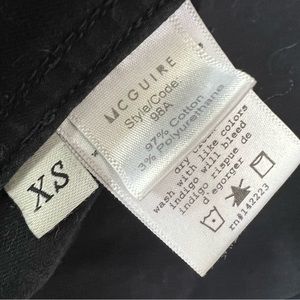 XS
MCGUIRE
Style/Code:
98A
97% Cotton
3% Polyurethane
dry
wash with like colors
indigo will bleed
indigo risque de
d'egorger
rn#142223